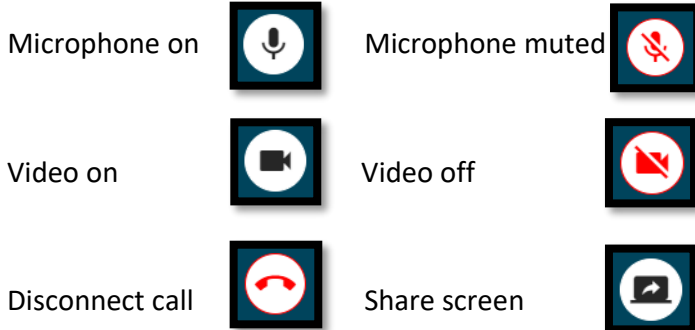 Microphone on Microphone muted
Video on Video off
Disconnect call Share screen